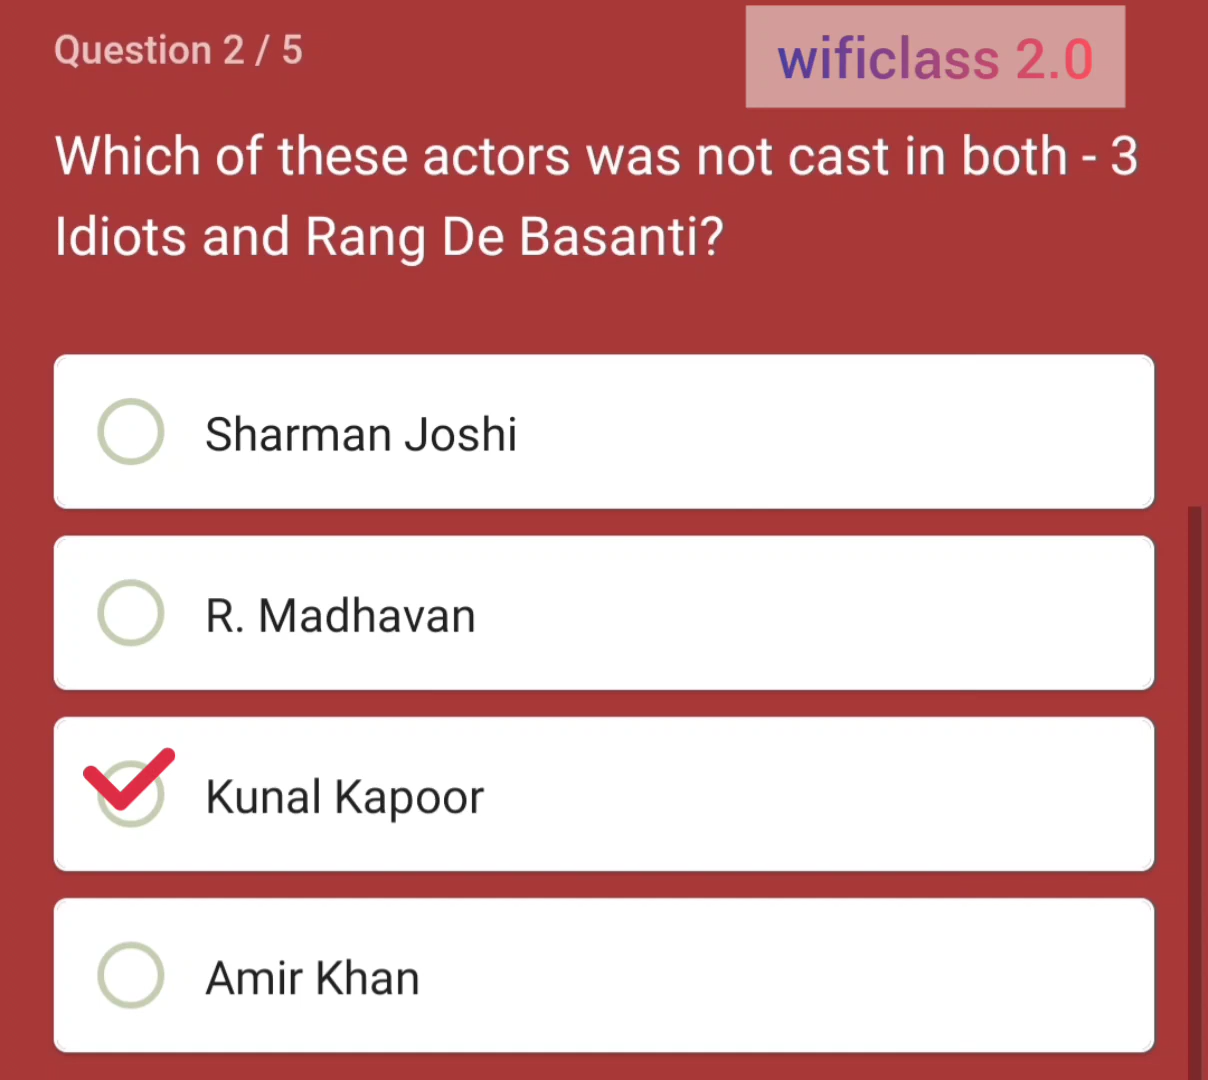 Question 2 / 5
wificlass 2.0
Which of these actors was not cast in both - 3
Idiots and Rang De Basanti?
Sharman Joshi
R. Madhavan
Kunal Kapoor
Amir Khan